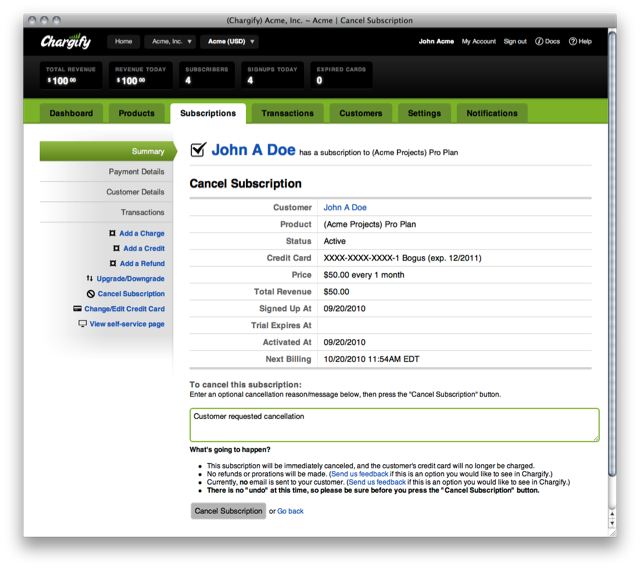 (Chargify) Acme, Inc. ~ Acme | Cancel Subscription
Chargify Home Acme, Inc. ▼ Acme (USD) ▼ John Acme My Account Sign out Docs Help
TOTAL REVENUE REVENUE TODAY SUBSCRIBERS SIGNUPS TODAY EXPIRED CARDS
$100.00 $100.00 4 4 0
Dashboard Products Subscriptions Transactions Customers Settings Notifications
Summary
Payment Details
Customer Details
Transactions
Add a Charge
Add a Credit
Add a Refund
Upgrade/Downgrade
Cancel Subscription
Change/Edit Credit Card
View self-service page
John A Doe has a subscription to (Acme Projects) Pro Plan
Cancel Subscription
Customer John A Doe
Product (Acme Projects) Pro Plan
Status Active
Credit Card XXXX-XXXX-XXXX-1 Bogus (exp. 12/2011)
Price $50.00 every 1 month
Total Revenue $50.00
Signed Up At 09/20/2010
Trial Expires At
Activated At 09/20/2010
Next Billing 10/20/2010 11:54AM EDT
To cancel this subscription:
Enter an optional cancellation reason/message below, then press the "Cancel Subscription" button.
Customer requested cancellation
What's going to happen?
• This subscription will be immediately canceled, and the customer's credit card will no longer be charged.
• No refunds or prorations will be made. (Send us feedback if this is an option you would like to see in Chargify.)
• Currently, no email is sent to your customer. (Send us feedback if this is an option you would like to see in Chargify.)
• There is no "undo" at this time, so please be sure before you press the "Cancel Subscription" button.
Cancel Subscription or Go back